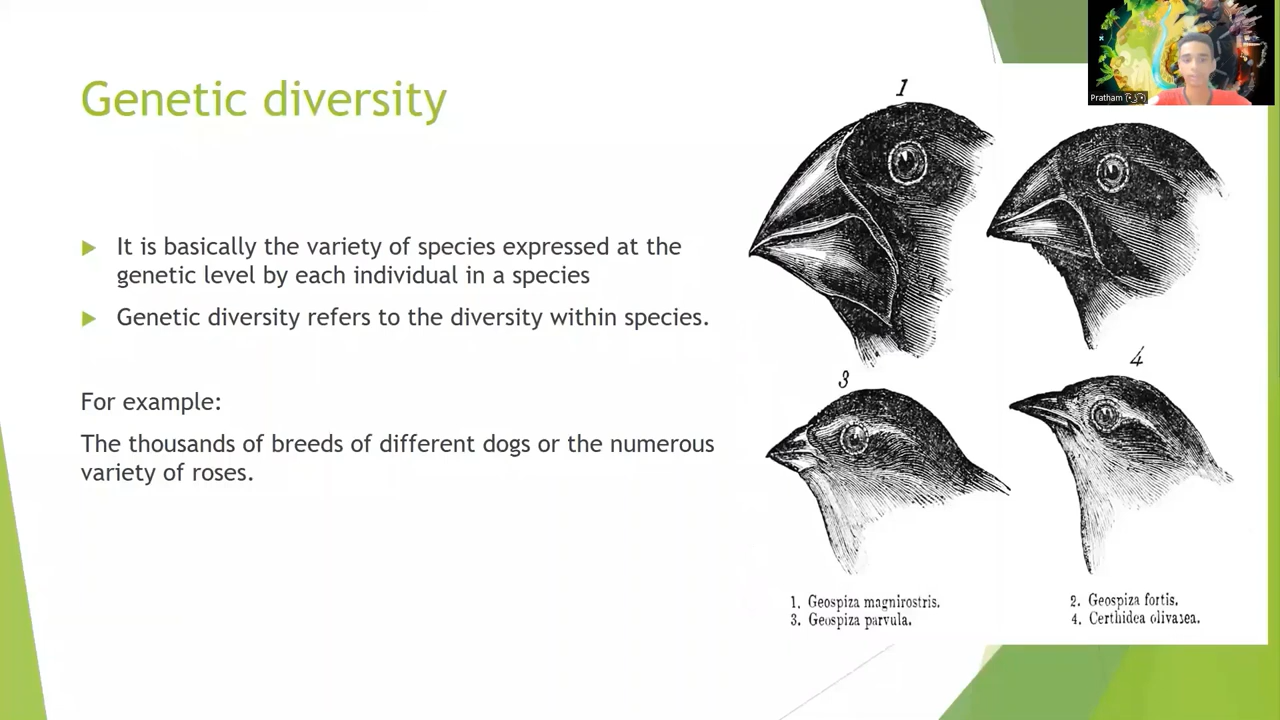 Genetic diversity
It is basically the variety of species expressed at the
genetic level by each individual in a species
Genetic diversity refers to the diversity within species.
For example:
The thousands of breeds of different dogs or the numerous
variety of roses.
1
3
4
1. Geospiza magnirostris.
2. Geospiza fortis.
3. Geospiza parvula.
4. Certhidea olivasea.
Pratham